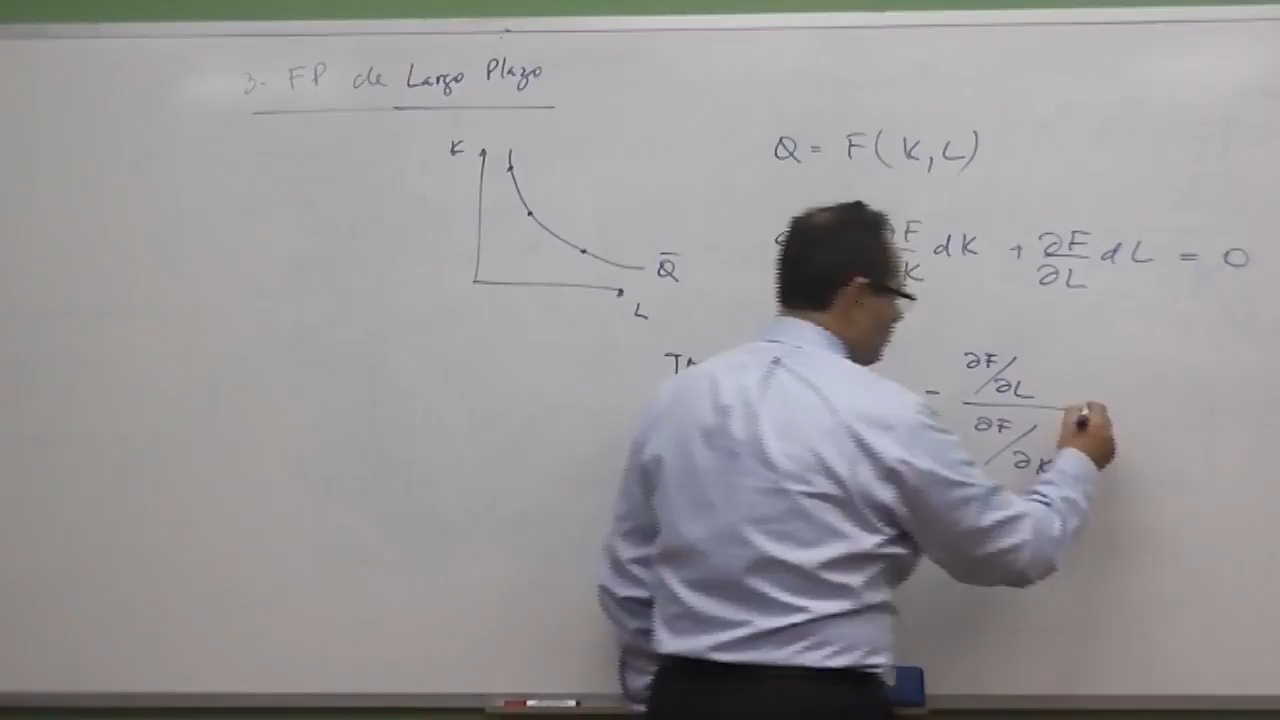 3. FP de Largo Plazo
K
Q̄
L
Q = F(K,L)
∂F/∂K dK + ∂F/∂L dL = 0
- ∂F/∂L / ∂F/∂K